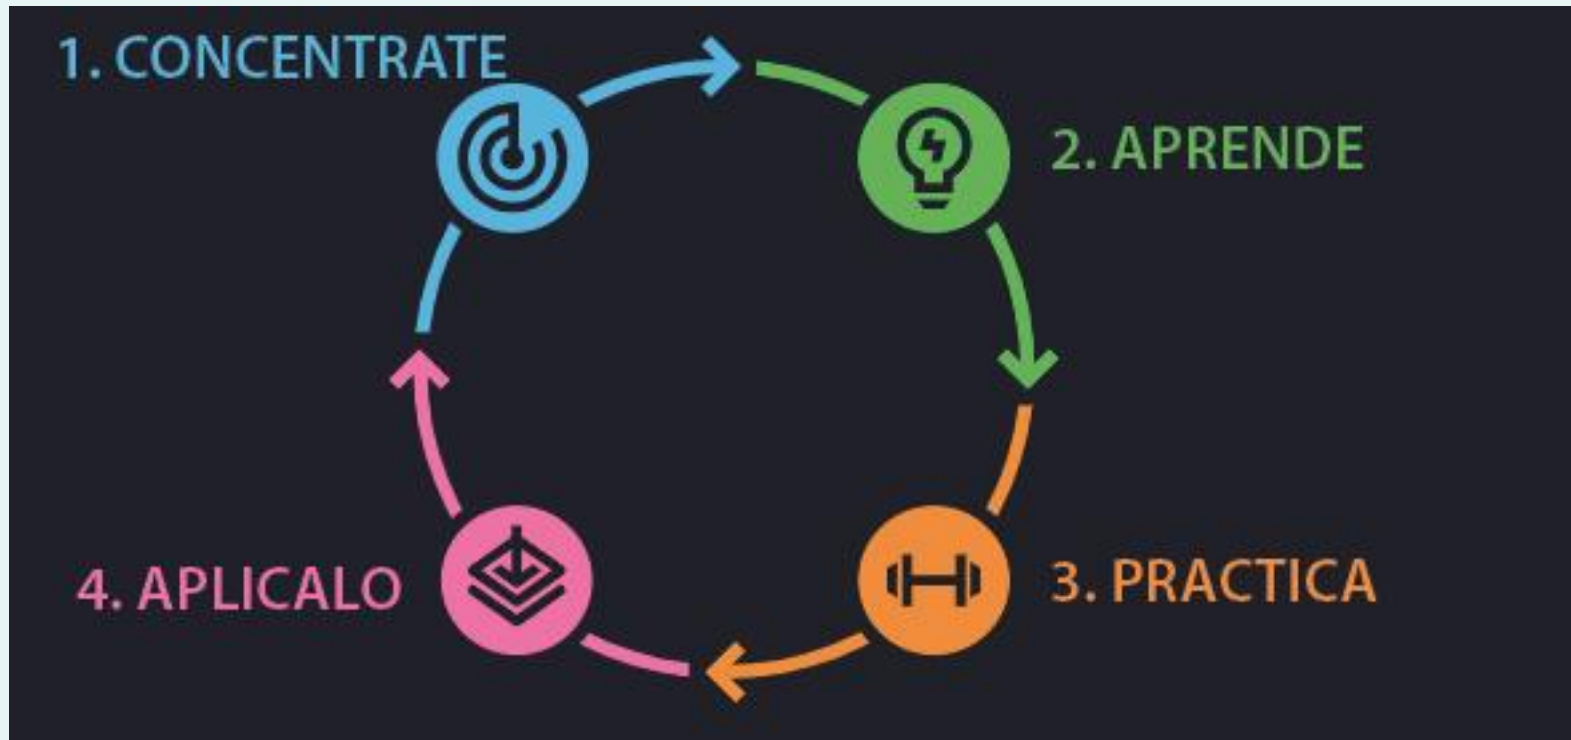 1. CONCENTRATE
2. APRENDE
3. PRACTICA
4. APLICALO